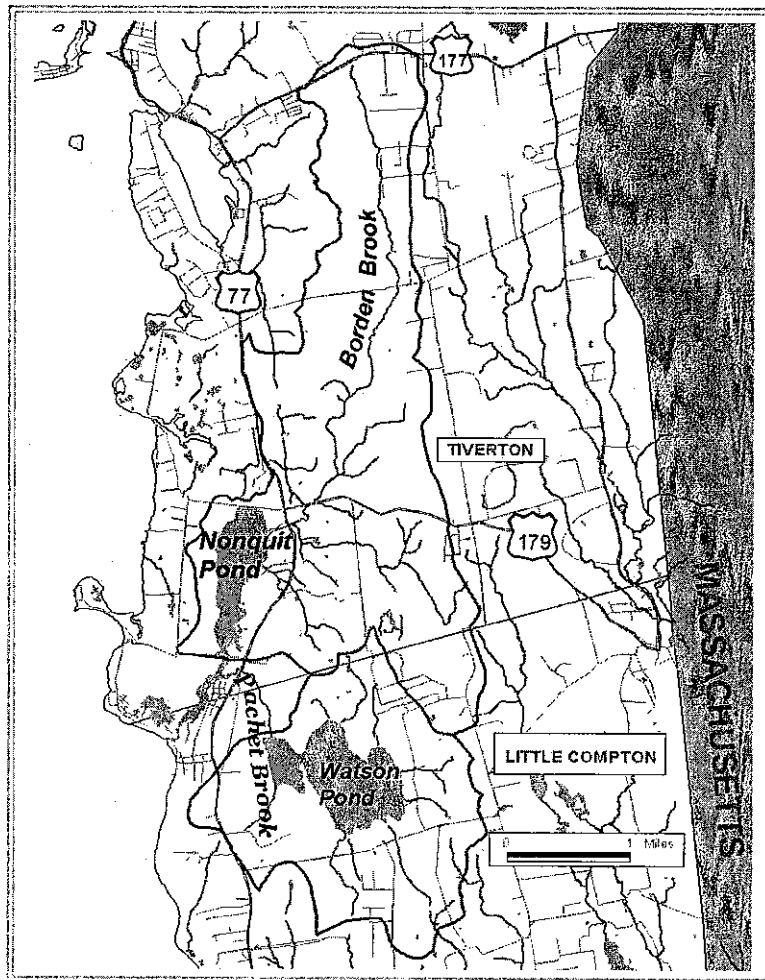 177
Borden Brook
77
TIVERTON
Nonquit
Pond
179
MASSACHUSETTS
Pachet Brook
LITTLE COMPTON
Watson
Pond
0 1 Miles